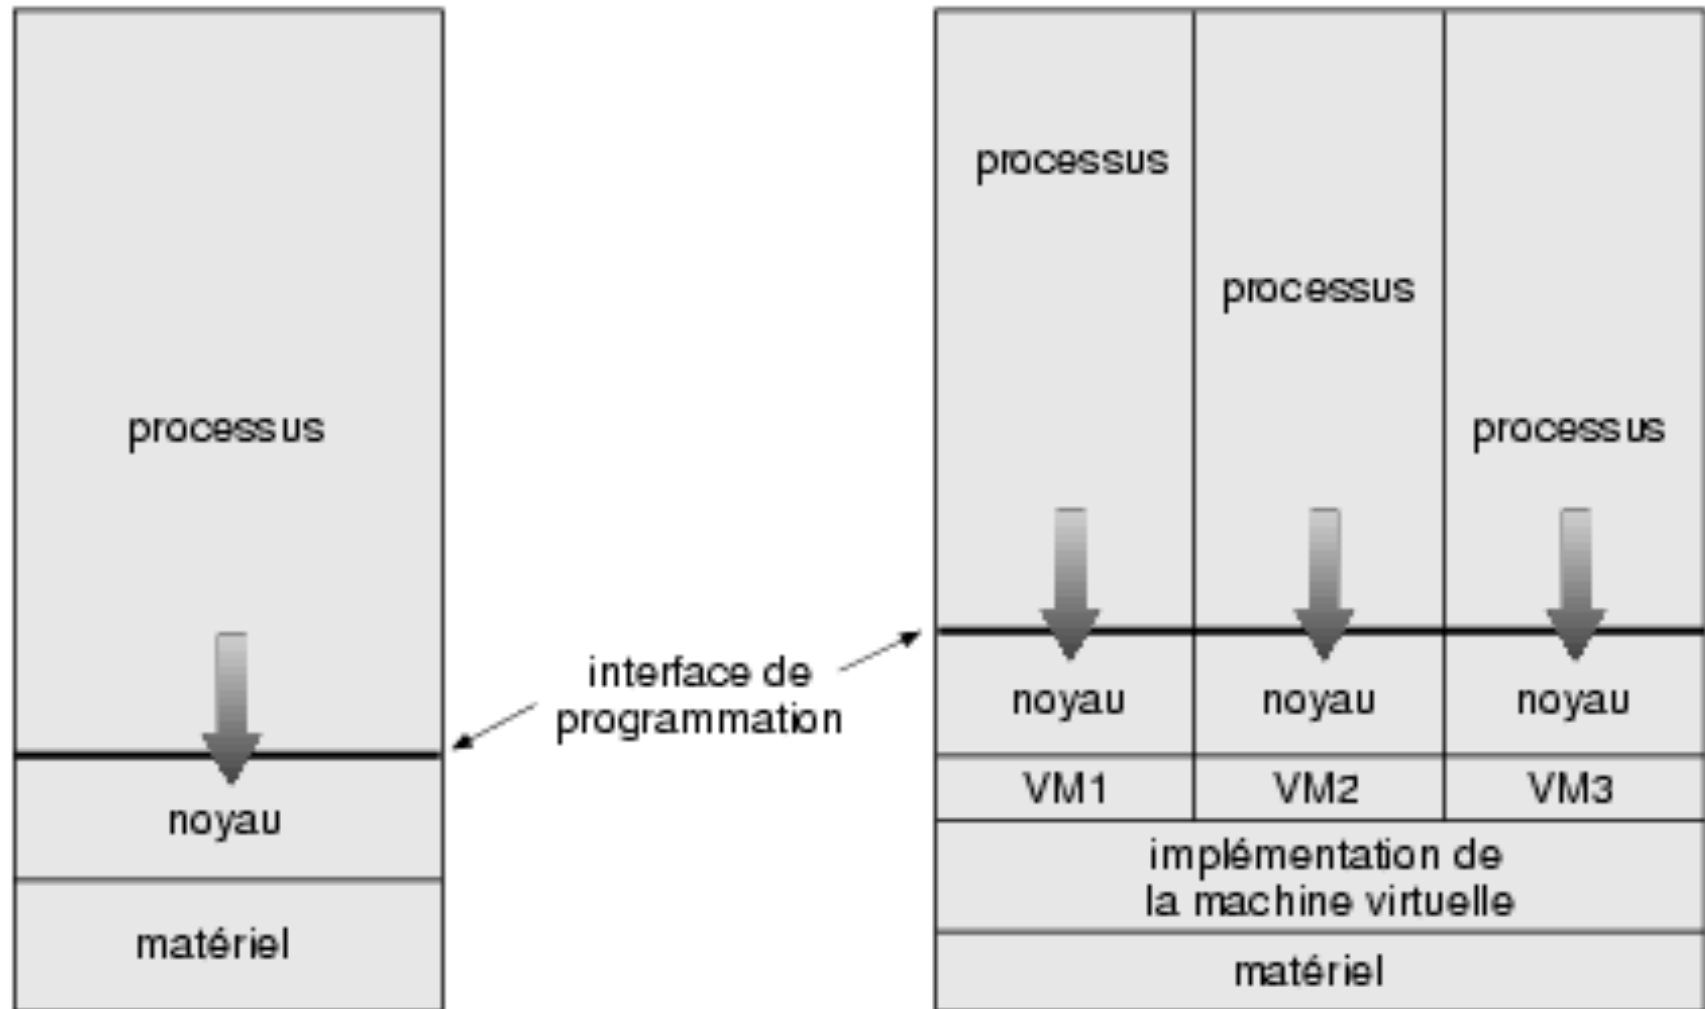 processus
noyau
matériel
interface de
programmation
processus
processus
processus
noyau
noyau
noyau
VM1
VM2
VM3
implémentation de
la machine virtuelle
matériel